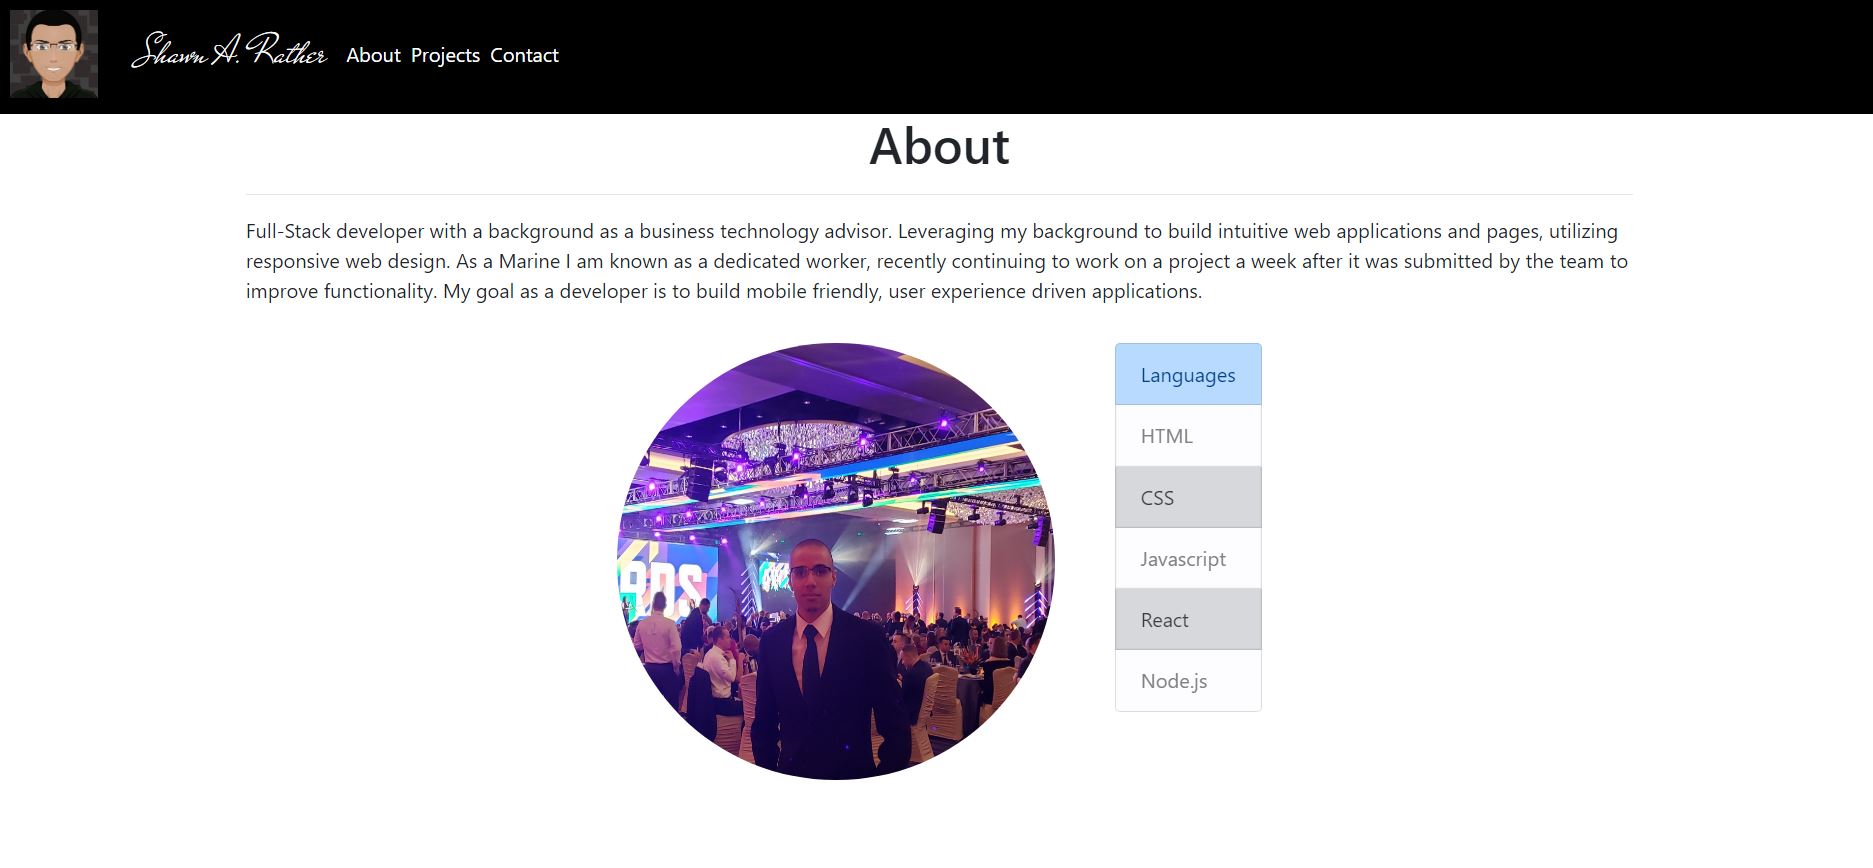 Shawn A. Rather
About Projects Contact
About
Full-Stack developer with a background as a business technology advisor. Leveraging my background to build intuitive web applications and pages, utilizing
responsive web design. As a Marine I am known as a dedicated worker, recently continuing to work on a project a week after it was submitted by the team to
improve functionality. My goal as a developer is to build mobile friendly, user experience driven applications.
Languages
HTML
CSS
Javascript
React
Node.js